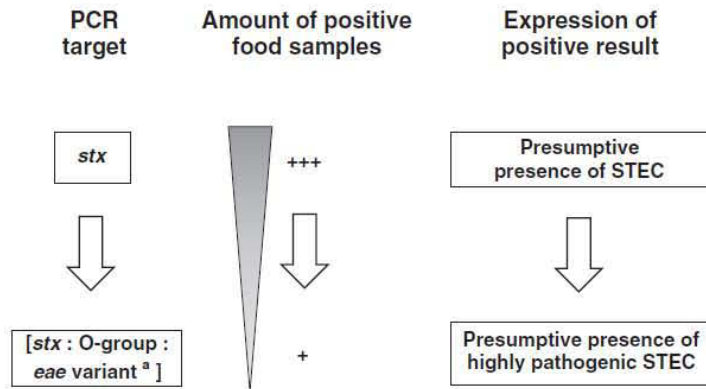 PCR
target
Amount of positive
food samples
Expression of
positive result
stx
+++
Presumptive
presence of STEC
[stx : O-group :
eae variant ᵃ ]
+
Presumptive presence of
highly pathogenic STEC